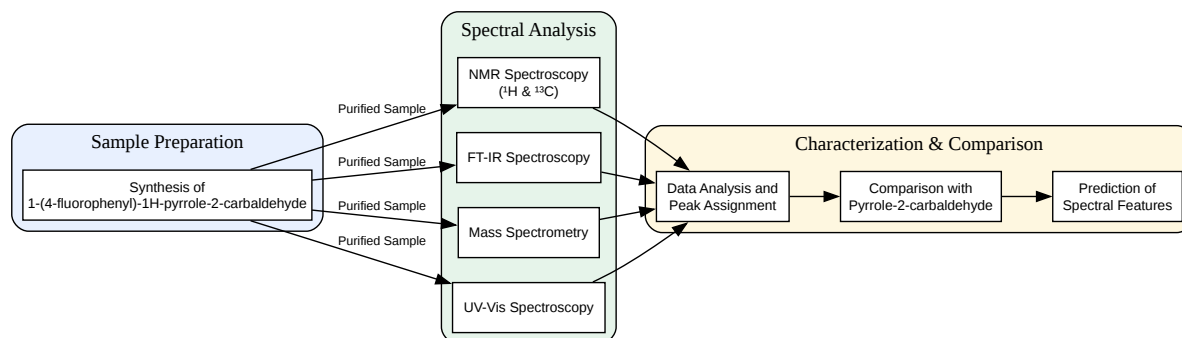 Sample Preparation
Synthesis of
1-(4-fluorophenyl)-1H-pyrrole-2-carbaldehyde
Purified Sample
Purified Sample
Purified Sample
Purified Sample
Spectral Analysis
NMR Spectroscopy
(¹H & ¹³C)
FT-IR Spectroscopy
Mass Spectrometry
UV-Vis Spectroscopy
Characterization & Comparison
Data Analysis and
Peak Assignment
Comparison with
Pyrrole-2-carbaldehyde
Prediction of
Spectral Features